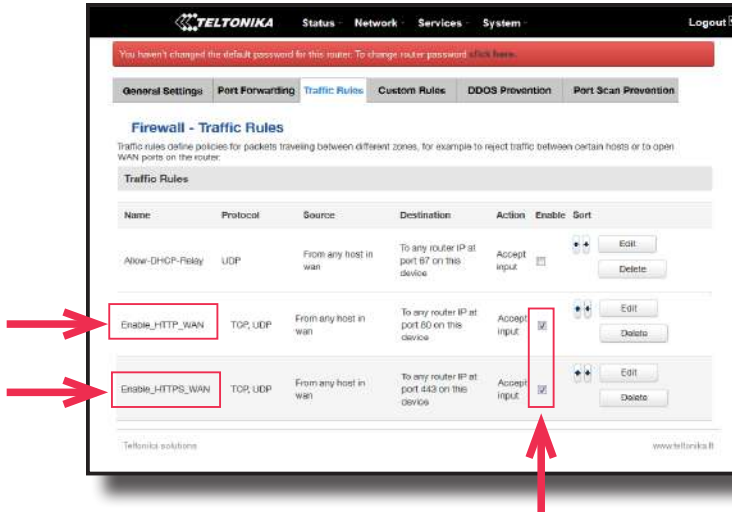 TELTONIKA Status Network Services System Logout
You haven't changed the default password for this router. To change router password click here.
General Settings Port Forwarding Traffic Rules Custom Rules DDOS Prevention Port Scan Prevention
Firewall - Traffic Rules
Traffic rules define policies for packets traveling between different zones, for example to reject traffic between certain hosts or to open
WAN ports on the router.
Traffic Rules
Name Protocol Source Destination Action Enable Sort
Allow-DHCP-Relay UDP From any host in wan To any router IP at port 67 on this device Accept input Edit Delete
Enable_HTTP_WAN TCP, UDP From any host in wan To any router IP at port 80 on this device Accept input Edit Delete
Enable_HTTPS_WAN TCP, UDP From any host in wan To any router IP at port 443 on this device Accept input Edit Delete
Teltonika solutions www.teltonika.lt